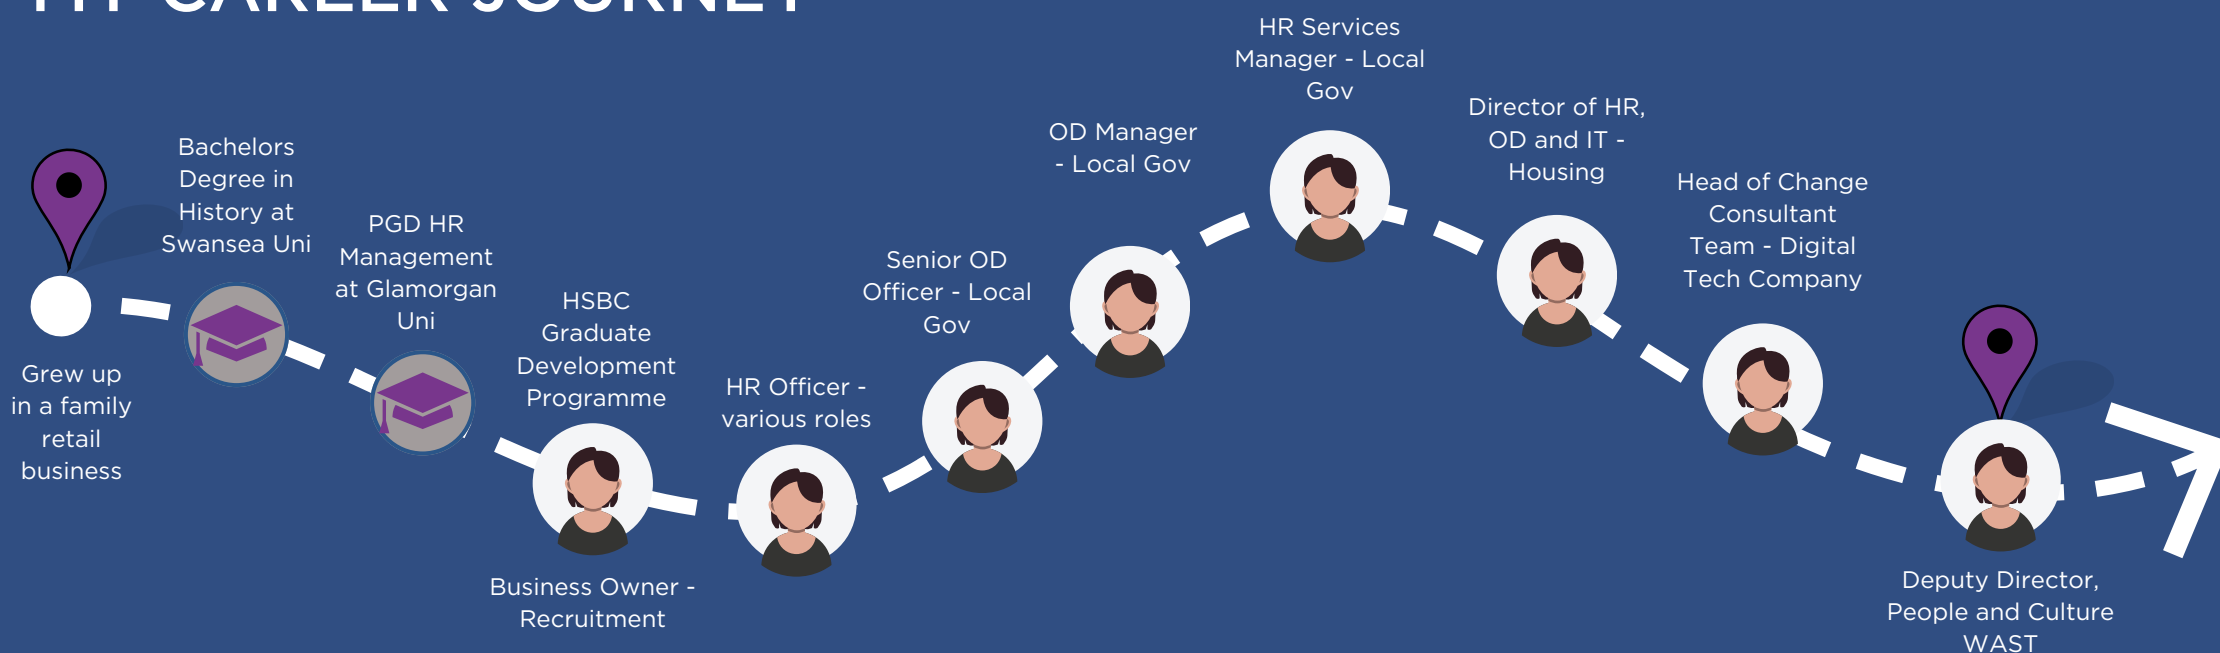 MY CAREER JOURNEY
Grew up
in a family
retail
business
Bachelors
Degree in
History at
Swansea Uni
PGD HR
Management
at Glamorgan
Uni
HSBC
Graduate
Development
Programme
Business Owner -
Recruitment
HR Officer -
various roles
Senior OD
Officer - Local
Gov
OD Manager
- Local Gov
HR Services
Manager - Local
Gov
Director of HR,
OD and IT -
Housing
Head of Change
Consultant
Team - Digital
Tech Company
Deputy Director,
People and Culture
WAST